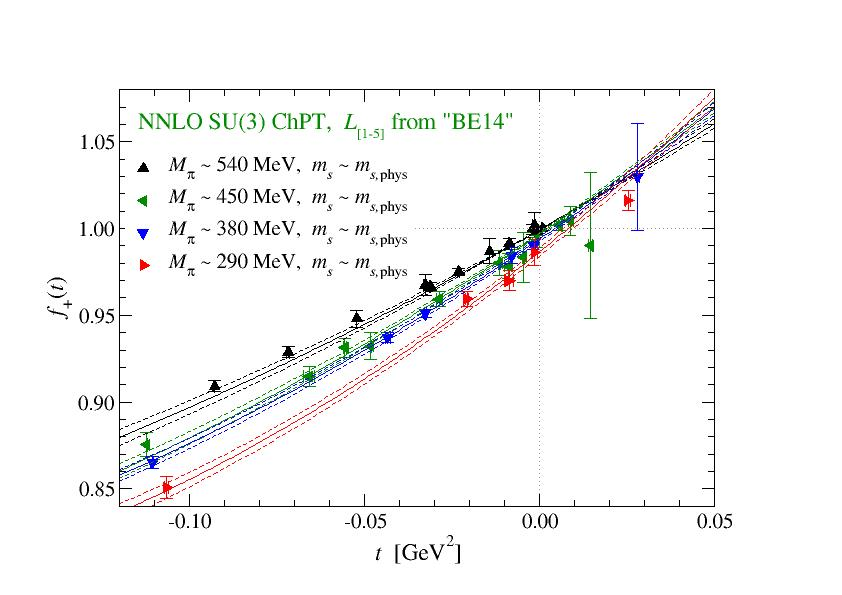 NNLO SU(3) ChPT, L[1-5] from "BE14"
Mπ ~ 540 MeV, ms ~ ms,phys
Mπ ~ 450 MeV, ms ~ ms,phys
Mπ ~ 380 MeV, ms ~ ms,phys
Mπ ~ 290 MeV, ms ~ ms,phys
f+(t)
1.05
1.00
0.95
0.90
0.85
-0.10 -0.05 0.00 0.05
t [GeV²]